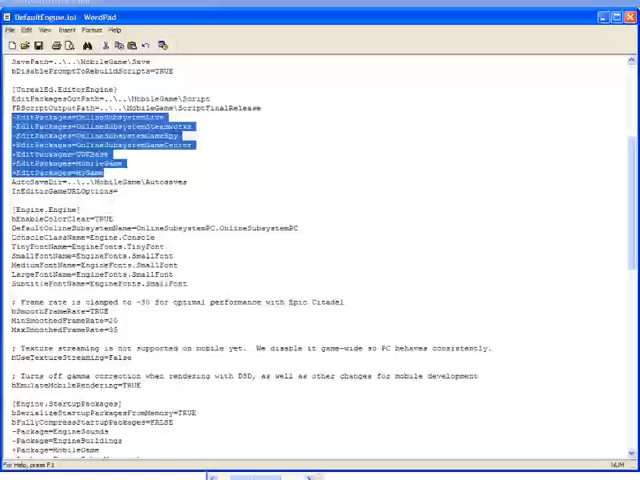 DefaultEngine.ini - WordPad
File Edit View Insert Format Help
SavePath=..\..\MobileGame\Save
bDisablePromptToRebuildScripts=TRUE
[UnrealEd.EditorEngine]
EditPackagesOutPath=..\..\MobileGame\Script
FRScriptOutputPath=..\..\MobileGame\ScriptFinalRelease
-EditPackages=OnlineSubsystemLive
-EditPackages=OnlineSubsystemSteamworks
-EditPackages=OnlineSubsystemGameSpy
+EditPackages=OnlineSubsystemGameCenter
+EditPackages=UDKBase
+EditPackages=MobileGame
+EditPackages=MyGame
AutoSaveDir=..\..\MobileGame\Autosaves
InEditorGameURLOptions=
[Engine.Engine]
bEnableColorClear=TRUE
DefaultOnlineSubsystemName=OnlineSubsystemPC.OnlineSubsystemPC
ConsoleClassName=Engine.Console
TinyFontName=EngineFonts.TinyFont
SmallFontName=EngineFonts.SmallFont
MediumFontName=EngineFonts.SmallFont
LargeFontName=EngineFonts.SmallFont
SubtitleFontName=EngineFonts.SmallFont
; Frame rate is clamped to ~30 for optimal performance with Epic Citadel
bSmoothFrameRate=TRUE
MinSmoothedFrameRate=20
MaxSmoothedFrameRate=35
; Texture streaming is not supported on mobile yet.  We disable it game-wide so PC behaves consistently.
bUseTextureStreaming=False
; Turns off gamma correction when rendering with D3D, as well as other changes for mobile development
bEmulateMobileRendering=TRUE
[Engine.StartupPackages]
bSerializeStartupPackagesFromMemory=TRUE
bFullyCompressStartupPackages=FALSE
-Package=EngineSounds
-Package=EngineBuildings
+Package=MobileGame
For Help, press F1
NUM